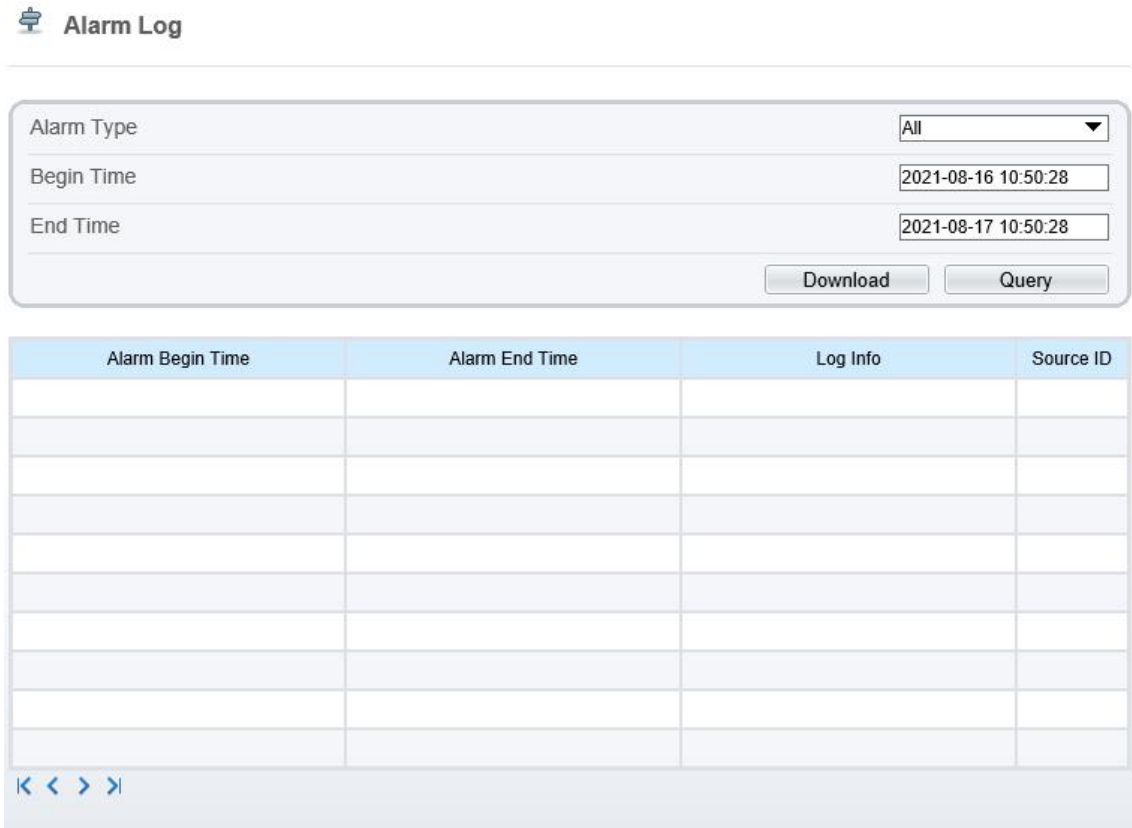 Alarm Log
Alarm Type All
Begin Time 2021-08-16 10:50:28
End Time 2021-08-17 10:50:28
Download Query
Alarm Begin Time Alarm End Time Log Info Source ID